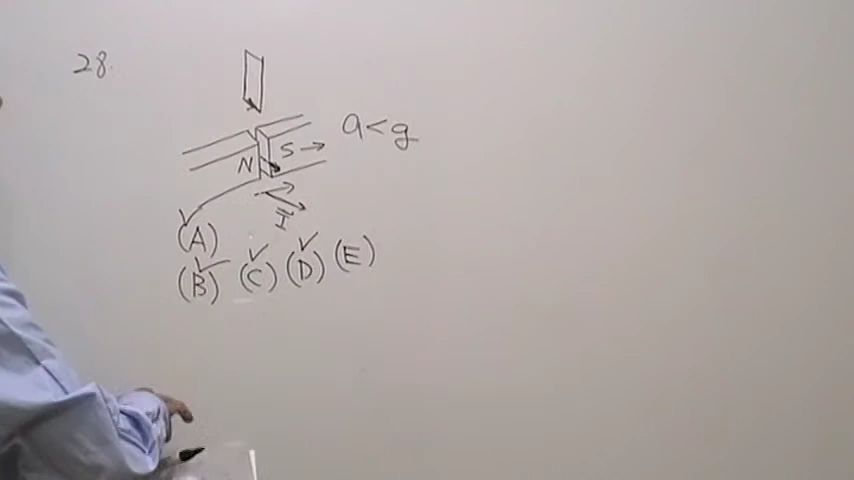 28.
a < g
N S →
I
(A)
(B) (C) (D) (E)